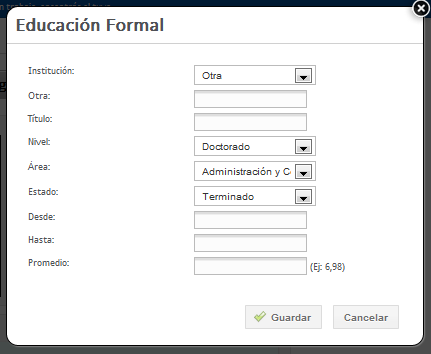 Educación Formal
Institución: Otra
Otra:
Título:
Nivel: Doctorado
Área: Administración y C
Estado: Terminado
Desde:
Hasta:
Promedio: (Ej: 6,98)
Guardar Cancelar